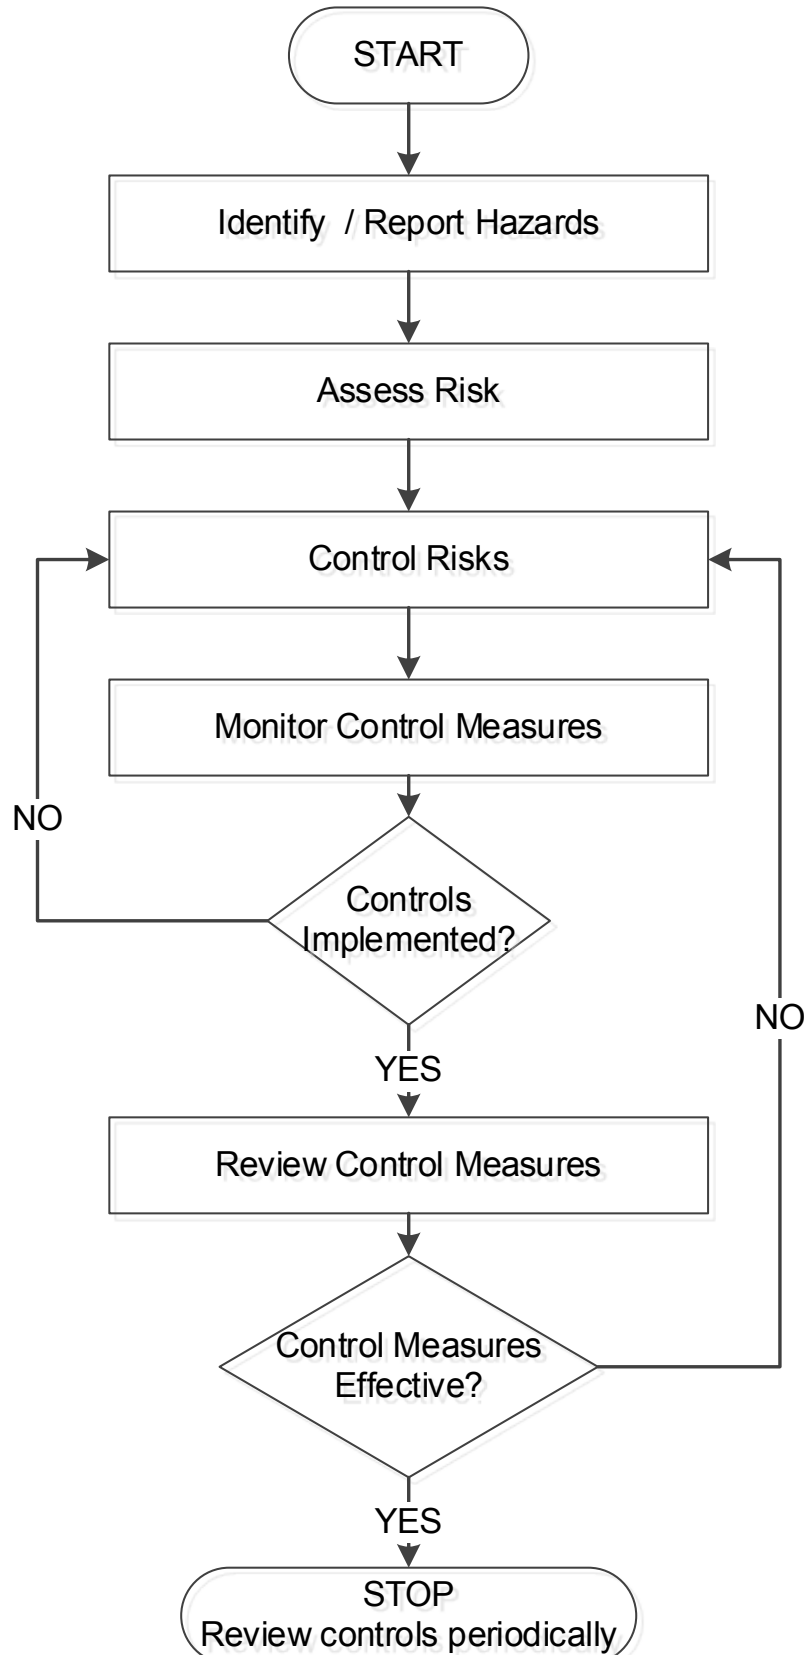 START
Identify / Report Hazards
Assess Risk
Control Risks
Monitor Control Measures
NO
Controls
Implemented?
NO
YES
Review Control Measures
Control Measures
Effective?
YES
STOP
Review controls periodically